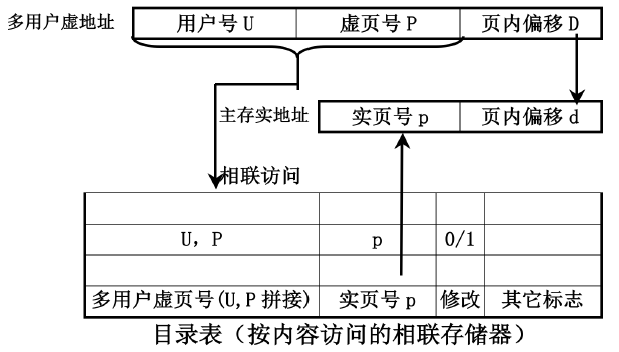 多用户虚地址 用户号 U 虚页号 P 页内偏移 D
主存实地址 实页号 p 页内偏移 d
相联访问
U，P p 0/1
多用户虚页号(U,P 拼接) 实页号 p 修改 其它标志
目录表（按内容访问的相联存储器）